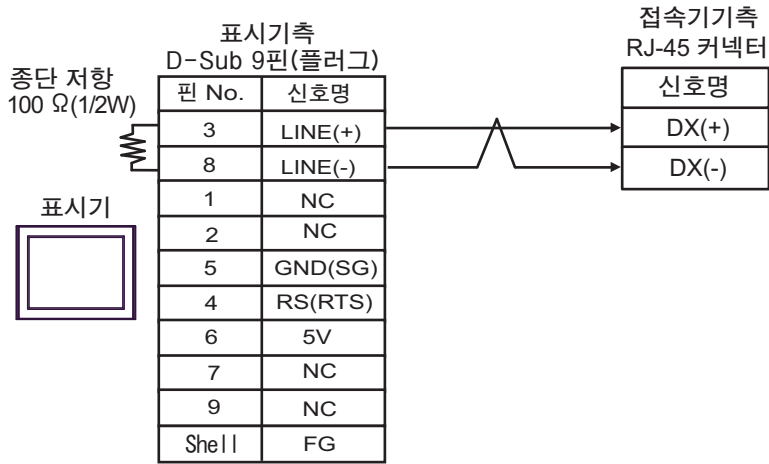 표시기측
D-Sub 9핀(플러그)
접속기기측
RJ-45 커넥터
종단 저항
100 Ω(1/2W)
핀 No. 신호명
3 LINE(+)
8 LINE(-)
1 NC
2 NC
5 GND(SG)
4 RS(RTS)
6 5V
7 NC
9 NC
Shell FG
표시기
신호명
DX(+)
DX(-)